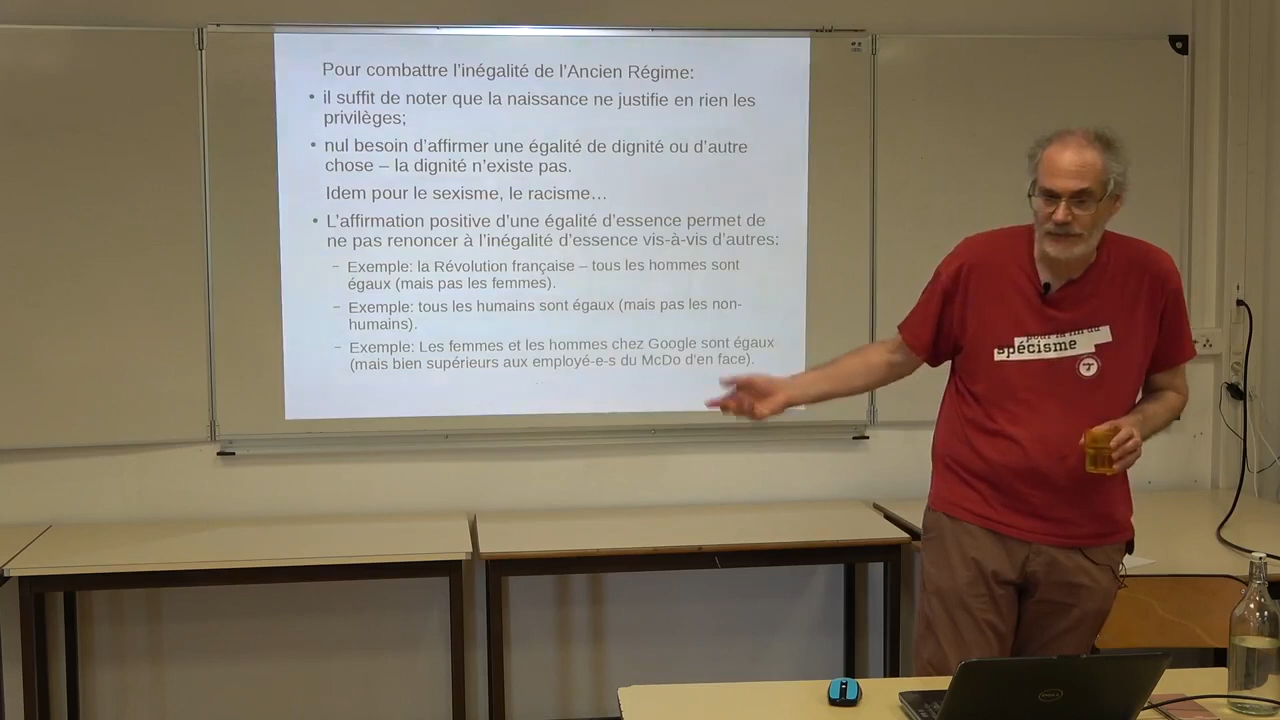 Pour combattre l’inégalité de l’Ancien Régime:
• il suffit de noter que la naissance ne justifie en rien les
privilèges;
• nul besoin d’affirmer une égalité de dignité ou d’autre
chose – la dignité n’existe pas.
Idem pour le sexisme, le racisme…
• L’affirmation positive d’une égalité d’essence permet de
ne pas renoncer à l’inégalité d’essence vis-à-vis d’autres:
– Exemple: la Révolution française – tous les hommes sont
égaux (mais pas les femmes).
– Exemple: tous les humains sont égaux (mais pas les non-
humains).
– Exemple: Les femmes et les hommes chez Google sont égaux
(mais bien supérieurs aux employé-e-s du McDo d’en face).
pour la fin du
spécisme
DELL